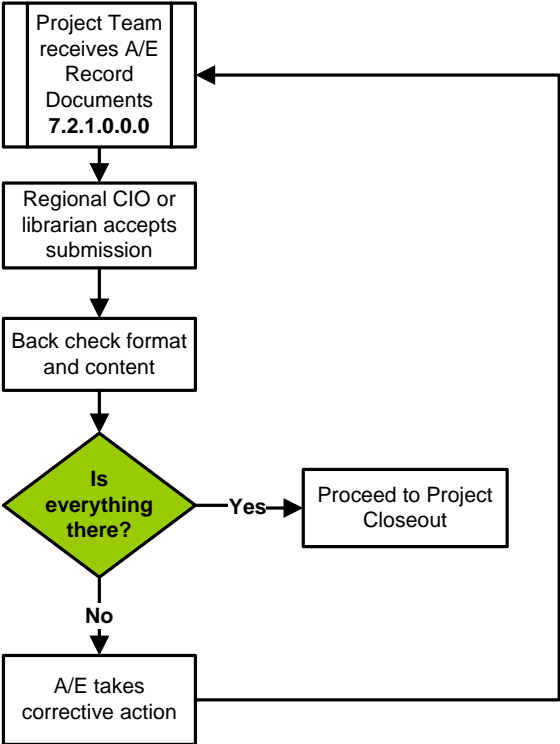 Project Team
receives A/E
Record
Documents
7.2.1.0.0.0
Regional CIO or
librarian accepts
submission
Back check format
and content
Is
everything
there?
Yes
Proceed to Project
Closeout
No
A/E takes
corrective action